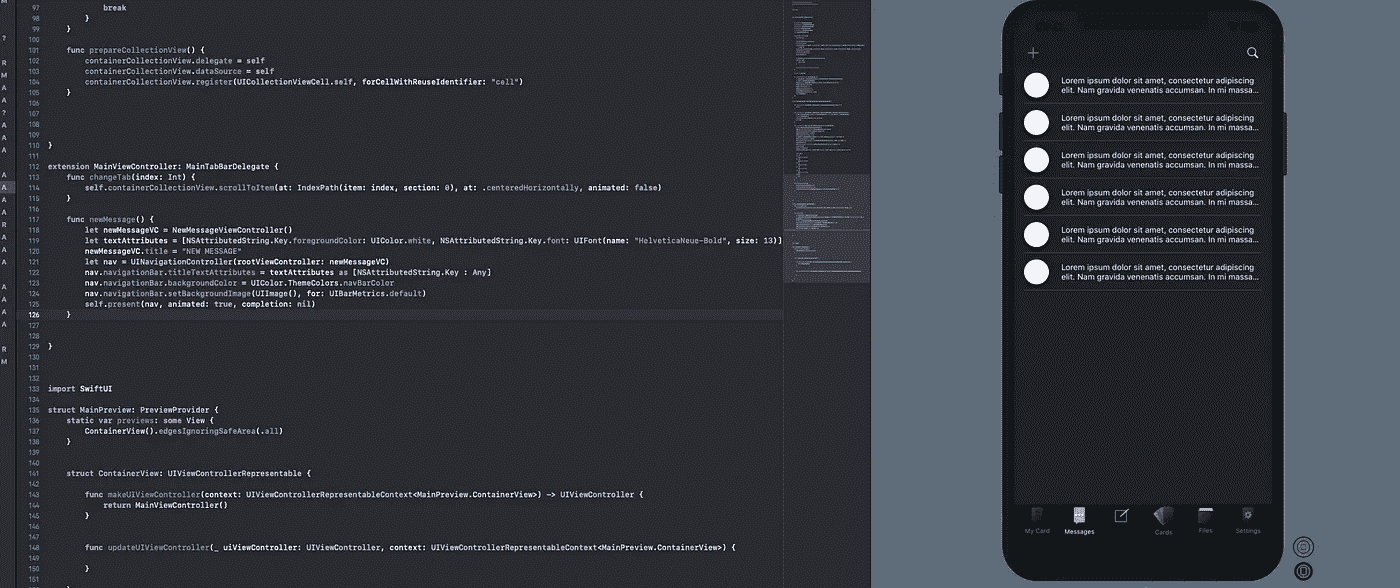 M
?
R
M
A
A
?
A
A
A
A
A
A
A
R
A
A
A
A
A
A
A
R
M
97 break
98 }
99 }
100
101 func prepareCollectionView() {
102 containerCollectionView.delegate = self
103 containerCollectionView.dataSource = self
104 containerCollectionView.register(UICollectionViewCell.self, forCellWithReuseIdentifier: "cell")
105 }
106
107
108
109
110 }
111
112 extension MainViewController: MainTabBarDelegate {
113 func changeTab(index: Int) {
114 self.containerCollectionView.scrollToItem(at: IndexPath(item: index, section: 0), at: .centeredHorizontally, animated: false)
115 }
116
117 func newMessage() {
118 let newMessageVC = NewMessageViewController()
119 let textAttributes = [NSAttributedString.Key.foregroundColor: UIColor.white, NSAttributedString.Key.font: UIFont(name: "HelveticaNeue-Bold", size: 13)]
120 newMessageVC.title = "NEW MESSAGE"
121 let nav = UINavigationController(rootViewController: newMessageVC)
122 nav.navigationBar.titleTextAttributes = textAttributes as [NSAttributedString.Key : Any]
123 nav.navigationBar.backgroundColor = UIColor.ThemeColors.navBarColor
124 nav.navigationBar.setBackgroundImage(UIImage(), for: UIBarMetrics.default)
125 self.present(nav, animated: true, completion: nil)
126 }
127
128
129 }
130
131
132
133 import SwiftUI
134
135 struct MainPreview: PreviewProvider {
136 static var previews: some View {
137 ContainerView().edgesIgnoringSafeArea(.all)
138 }
139
140
141 struct ContainerView: UIViewControllerRepresentable {
142
143 func makeUIViewController(context: UIViewControllerRepresentableContext<MainPreview.ContainerView>) -> UIViewController {
144 return MainViewController()
145 }
146
147
148 func updateUIViewController(_ uiViewController: UIViewController, context: UIViewControllerRepresentableContext<MainPreview.ContainerView>) {
149
150 }
151
Lorem ipsum dolor sit amet, consectetur adipiscing
elit. Nam gravida venenatis accumsan. In mi massa...
Lorem ipsum dolor sit amet, consectetur adipiscing
elit. Nam gravida venenatis accumsan. In mi massa...
Lorem ipsum dolor sit amet, consectetur adipiscing
elit. Nam gravida venenatis accumsan. In mi massa...
Lorem ipsum dolor sit amet, consectetur adipiscing
elit. Nam gravida venenatis accumsan. In mi massa...
Lorem ipsum dolor sit amet, consectetur adipiscing
elit. Nam gravida venenatis accumsan. In mi massa...
Lorem ipsum dolor sit amet, consectetur adipiscing
elit. Nam gravida venenatis accumsan. In mi massa...
My Card Messages Cards Files Settings